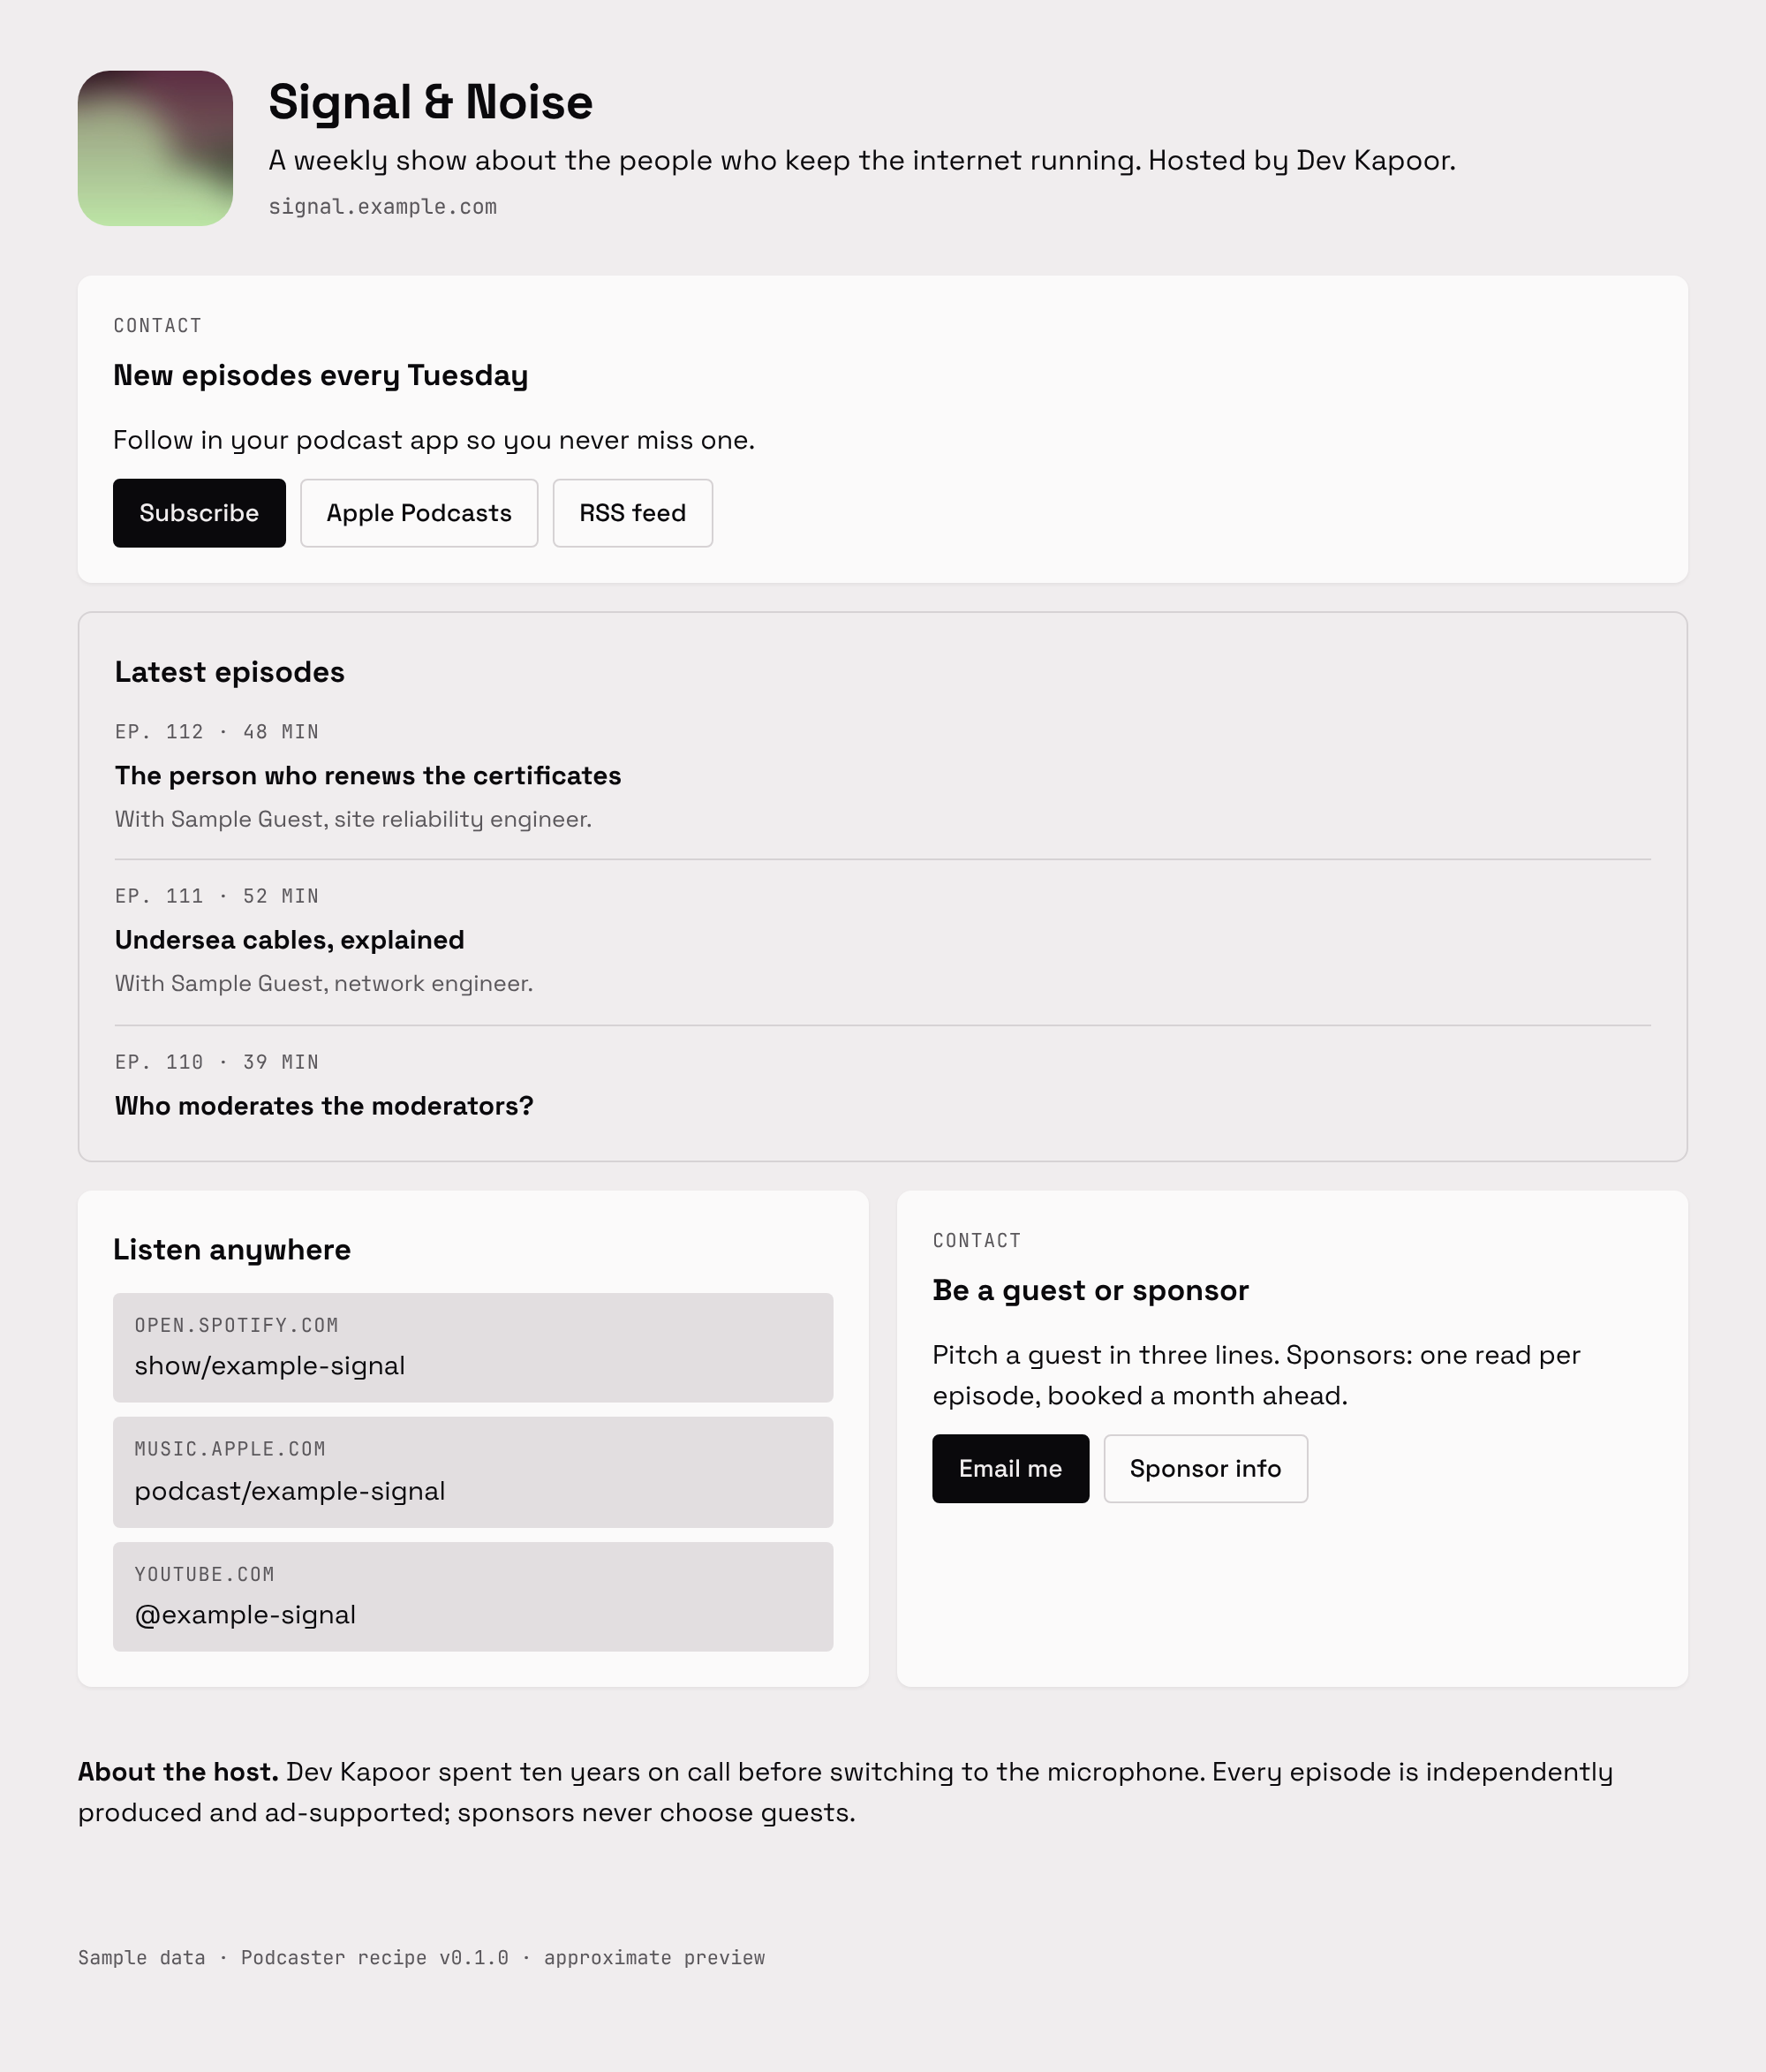 Signal & Noise
A weekly show about the people who keep the internet running. Hosted by Dev Kapoor.
signal.example.com
CONTACT
New episodes every Tuesday
Follow in your podcast app so you never miss one.
Subscribe
Apple Podcasts
RSS feed
Latest episodes
EP. 112 · 48 MIN
The person who renews the certificates
With Sample Guest, site reliability engineer.
EP. 111 · 52 MIN
Undersea cables, explained
With Sample Guest, network engineer.
EP. 110 · 39 MIN
Who moderates the moderators?
Listen anywhere
OPEN.SPOTIFY.COM
show/example-signal
MUSIC.APPLE.COM
podcast/example-signal
YOUTUBE.COM
@example-signal
CONTACT
Be a guest or sponsor
Pitch a guest in three lines. Sponsors: one read per
episode, booked a month ahead.
Email me
Sponsor info
About the host. Dev Kapoor spent ten years on call before switching to the microphone. Every episode is independently
produced and ad-supported; sponsors never choose guests.
Sample data · Podcaster recipe v0.1.0 · approximate preview